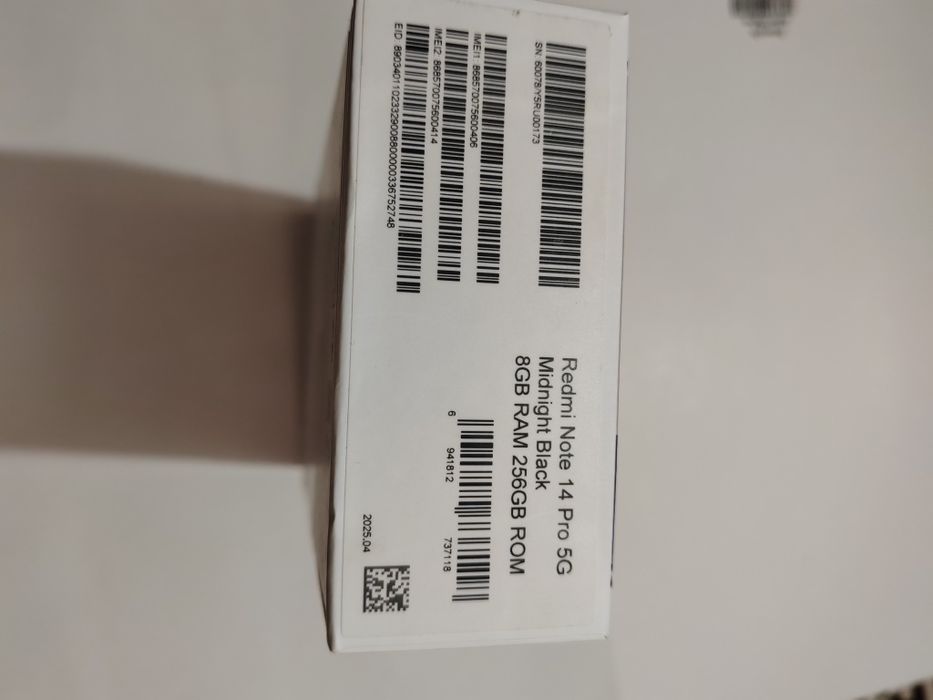 SN: 60078/Y5RU00173
IMEI1: 868570075600406
IMEI2: 868570075600414
EID: 89034011023329008800000336752748
Redmi Note 14 Pro 5G
Midnight Black
8GB RAM 256GB ROM
6 941812 737118
2025.04